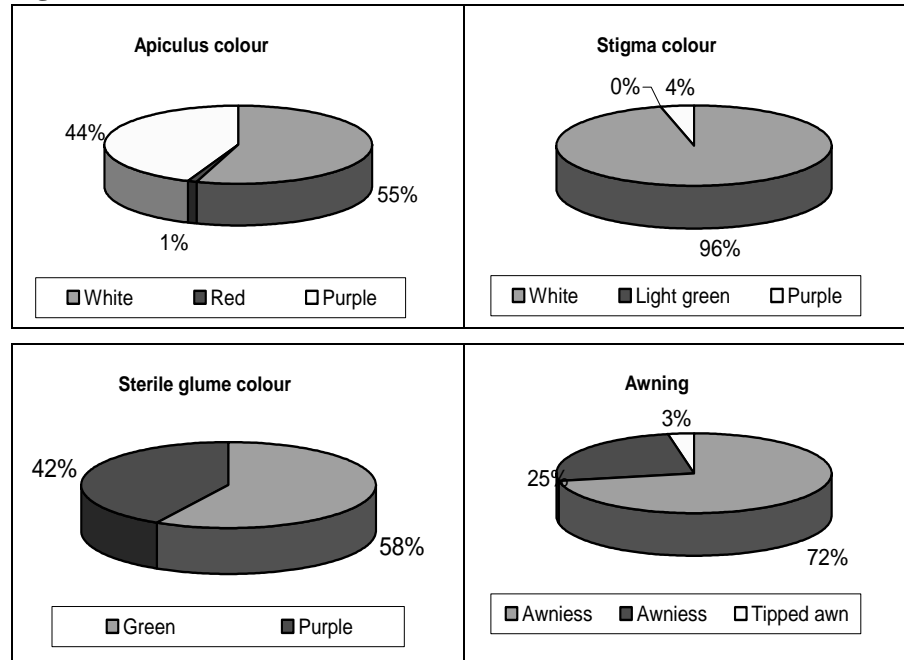 Apiculus colour
44%
55%
1%
White Red Purple
Stigma colour
0% 4%
96%
White Light green Purple
Sterile glume colour
42%
58%
Green Purple
Awning
3%
25%
72%
Awniess Awniess Tipped awn